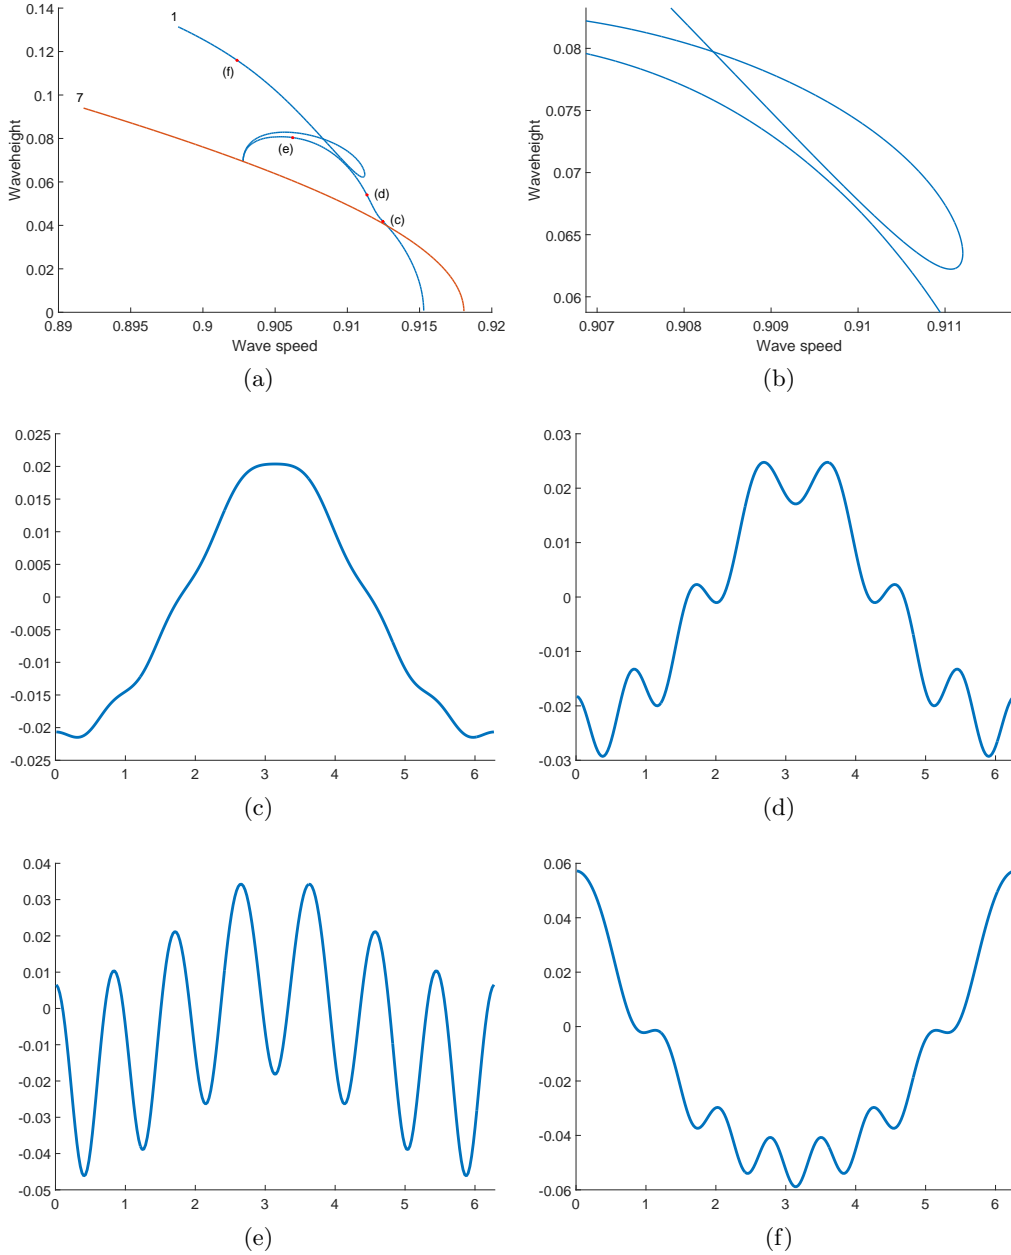 0.14
0.12
0.1
0.08
0.06
0.04
0.02
0
Waveheight
1
(f)
7
(e)
(d)
(c)
0.89 0.895 0.9 0.905 0.91 0.915 0.92
Wave speed
(a)
0.08
0.075
0.07
0.065
0.06
Waveheight
0.907 0.908 0.909 0.91 0.911
Wave speed
(b)
0.025
0.02
0.015
0.01
0.005
0
-0.005
-0.01
-0.015
-0.02
-0.025
0 1 2 3 4 5 6
(c)
0.03
0.02
0.01
0
-0.01
-0.02
-0.03
0 1 2 3 4 5 6
(d)
0.04
0.03
0.02
0.01
0
-0.01
-0.02
-0.03
-0.04
-0.05
0 1 2 3 4 5 6
(e)
0.06
0.04
0.02
0
-0.02
-0.04
-0.06
0 1 2 3 4 5 6
(f)